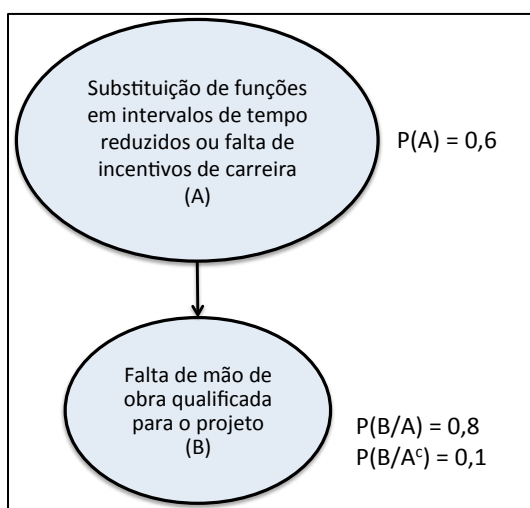 Substituição de funções
em intervalos de tempo
reduzidos ou falta de
incentivos de carreira
(A)
P(A) = 0,6
Falta de mão de
obra qualificada
para o projeto
(B)
P(B/A) = 0,8
P(B/Aᶜ) = 0,1